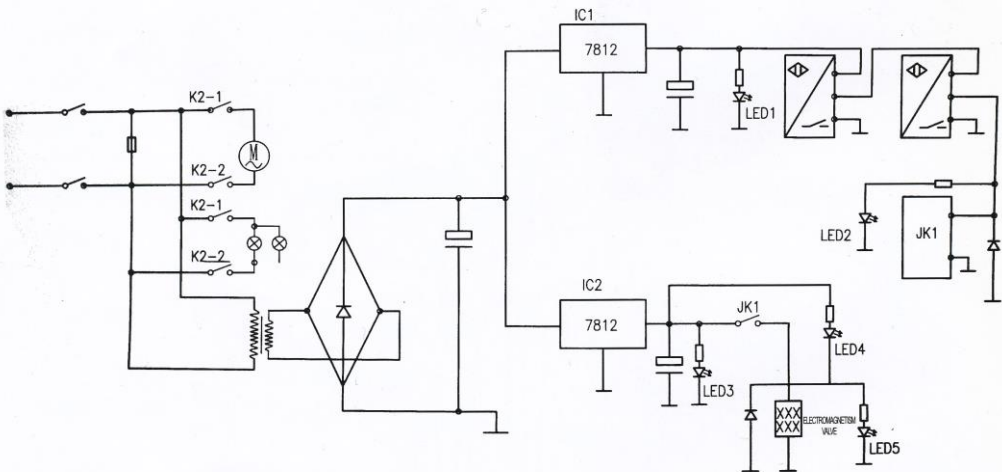 IC1
7812
K2-1
LED1
M
K2-2
K2-1
LED2
JK1
K2-2
IC2
7812
JK1
LED4
LED3
ELECTROMAGNETISM
VALVE
LED5